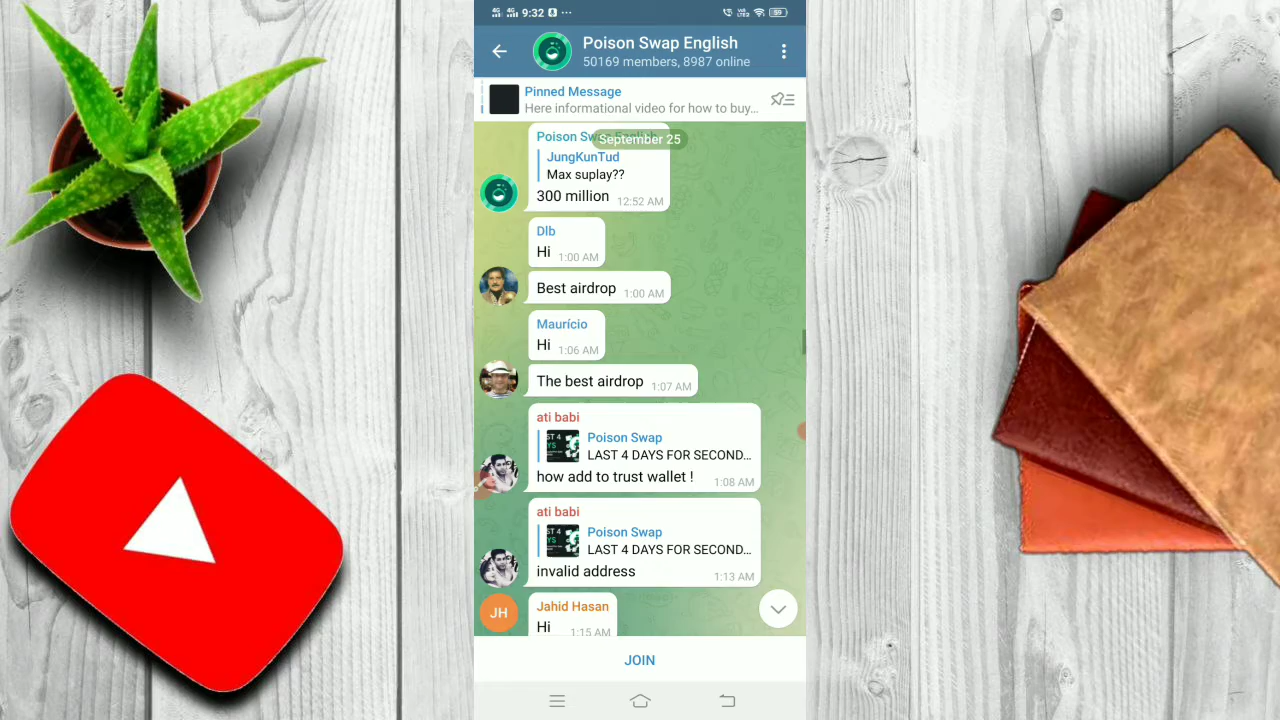 9:32
59
Poison Swap English
50169 members, 8987 online
Pinned Message
Here informational video for how to buy...
September 25
JungKunTud
Max suplay??
300 million 12:52 AM
Dlb
Hi 1:00 AM
Best airdrop 1:00 AM
Maurício
Hi 1:06 AM
The best airdrop 1:07 AM
ati babi
Poison Swap
LAST 4 DAYS FOR SECOND...
how add to trust wallet ! 1:08 AM
ati babi
Poison Swap
LAST 4 DAYS FOR SECOND...
invalid address 1:13 AM
JH
Jahid Hasan
Hi 1:15 AM
JOIN